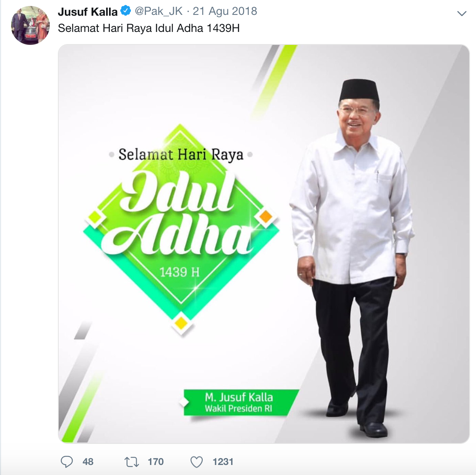 Jusuf Kalla @Pak_JK · 21 Agu 2018
Selamat Hari Raya Idul Adha 1439H
Selamat Hari Raya
Idul
Adha
1439 H
M. Jusuf Kalla
Wakil Presiden RI
48 170 1231